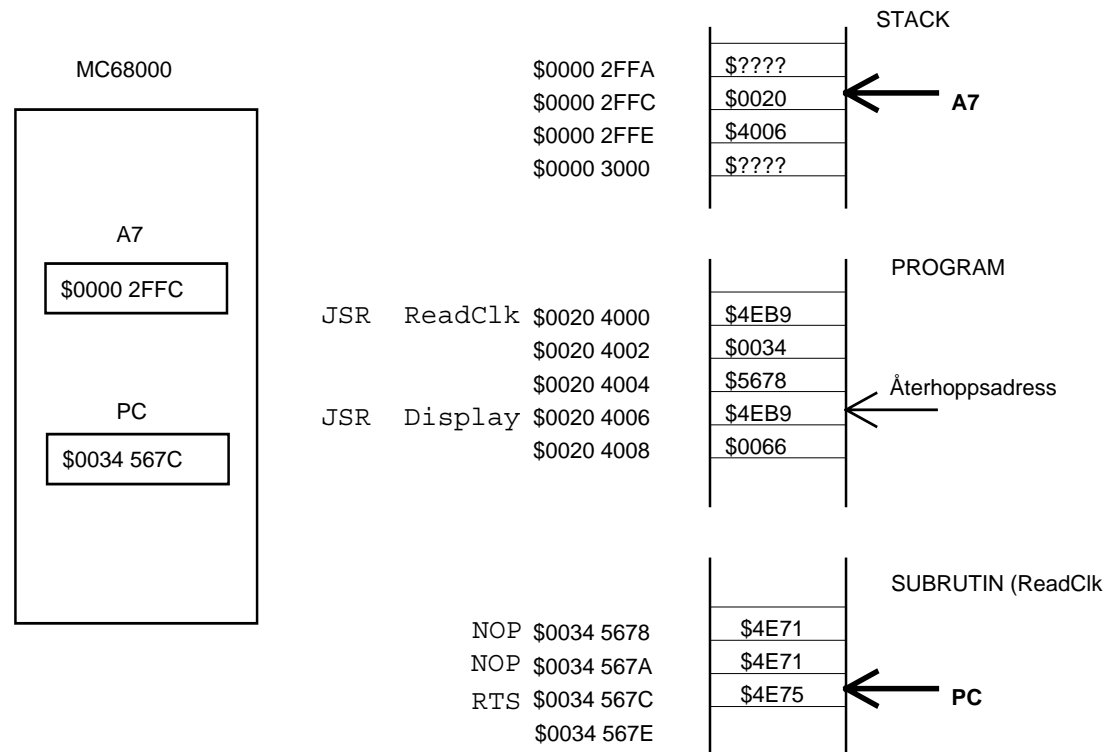 MC68000
A7
$0000 2FFC
PC
$0034 567C
STACK
$0000 2FFA $????
$0000 2FFC $0020 A7
$0000 2FFE $4006
$0000 3000 $????
PROGRAM
JSR ReadClk $0020 4000 $4EB9
$0020 4002 $0034
$0020 4004 $5678 Återhoppsadress
JSR Display $0020 4006 $4EB9
$0020 4008 $0066
SUBRUTIN (ReadClk
NOP $0034 5678 $4E71
NOP $0034 567A $4E71
RTS $0034 567C $4E75 PC
$0034 567E